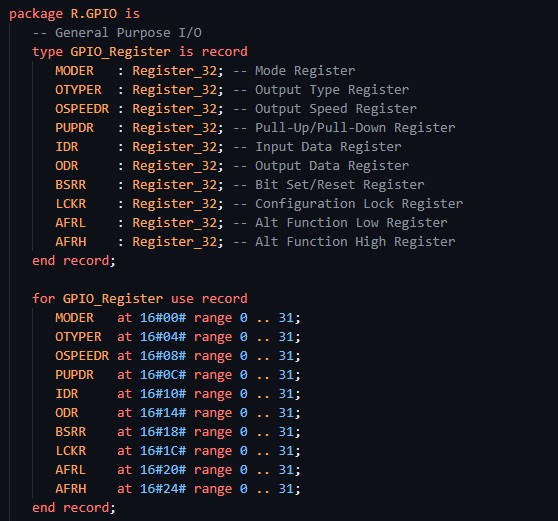 package R.GPIO is
   -- General Purpose I/O
   type GPIO_Register is record
      MODER   : Register_32; -- Mode Register
      OTYPER  : Register_32; -- Output Type Register
      OSPEEDR : Register_32; -- Output Speed Register
      PUPDR   : Register_32; -- Pull-Up/Pull-Down Register
      IDR     : Register_32; -- Input Data Register
      ODR     : Register_32; -- Output Data Register
      BSRR    : Register_32; -- Bit Set/Reset Register
      LCKR    : Register_32; -- Configuration Lock Register
      AFRL    : Register_32; -- Alt Function Low Register
      AFRH    : Register_32; -- Alt Function High Register
   end record;

   for GPIO_Register use record
      MODER   at 16#00# range 0 .. 31;
      OTYPER  at 16#04# range 0 .. 31;
      OSPEEDR at 16#08# range 0 .. 31;
      PUPDR   at 16#0C# range 0 .. 31;
      IDR     at 16#10# range 0 .. 31;
      ODR     at 16#14# range 0 .. 31;
      BSRR    at 16#18# range 0 .. 31;
      LCKR    at 16#1C# range 0 .. 31;
      AFRL    at 16#20# range 0 .. 31;
      AFRH    at 16#24# range 0 .. 31;
   end record;